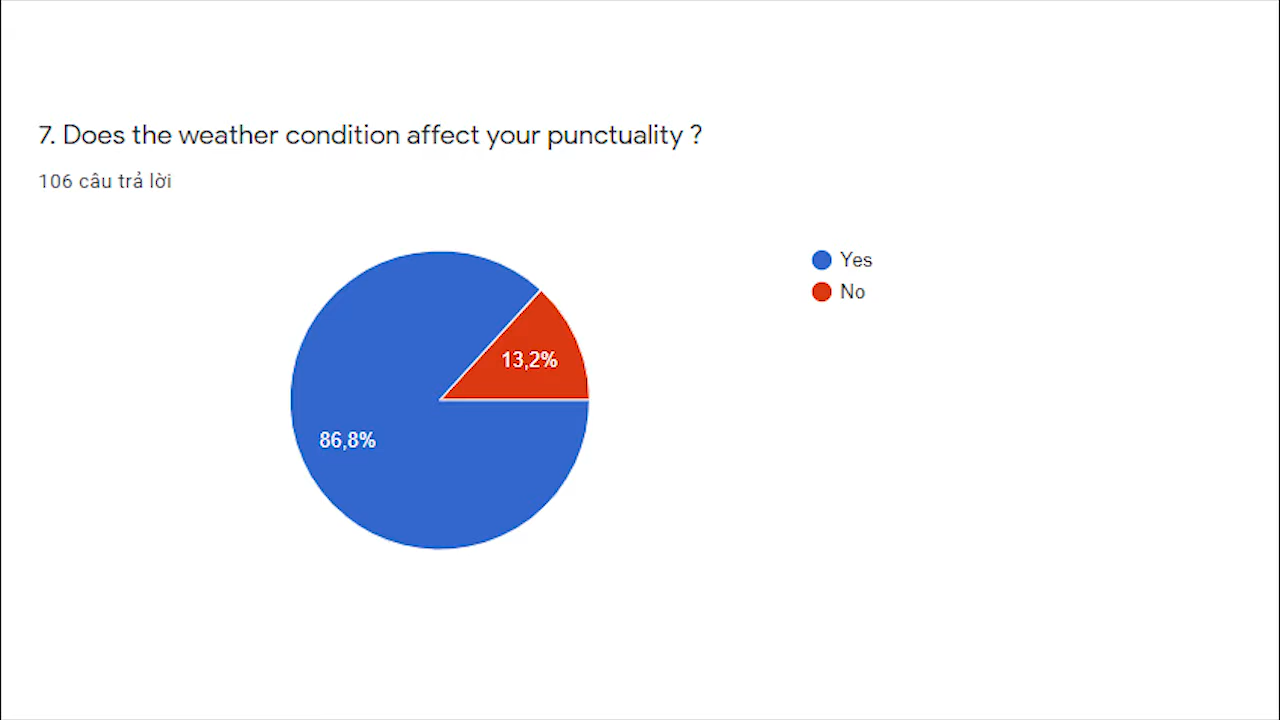 7. Does the weather condition affect your punctuality ?
106 câu trả lời
Yes
No
13,2%
86,8%